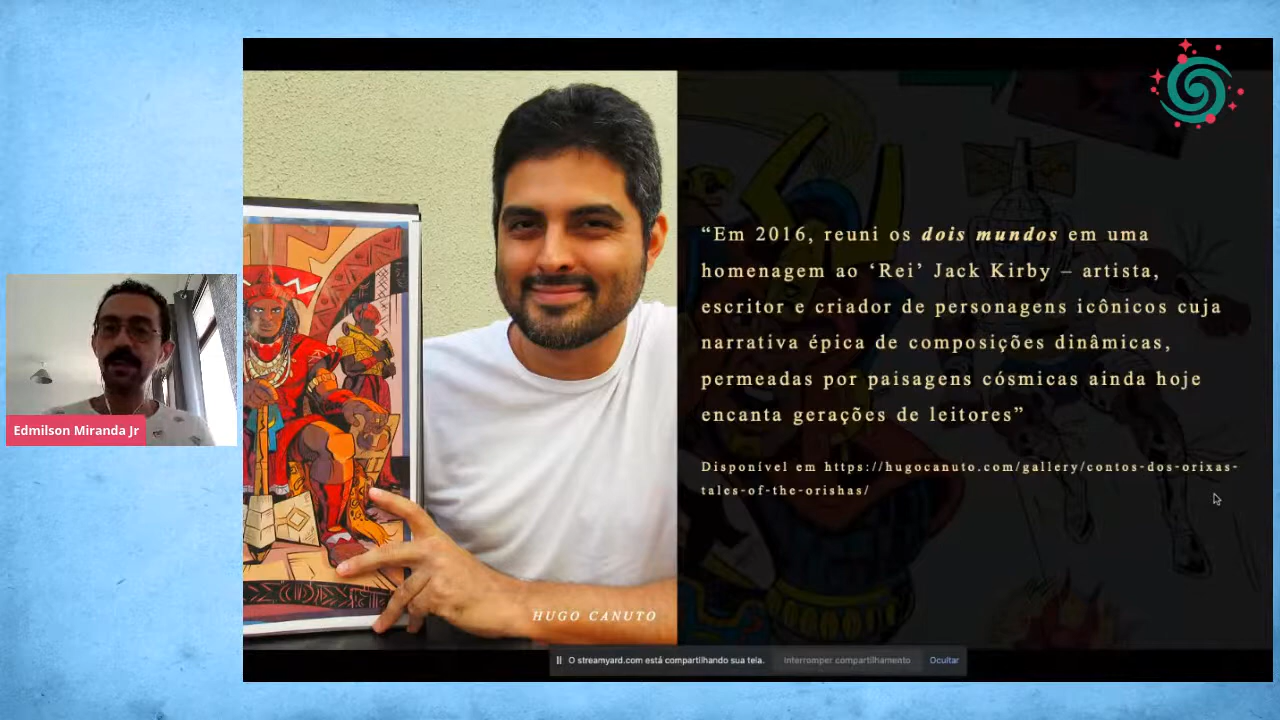 “Em 2016, reuni os dois mundos em uma
homenagem ao ‘Rei’ Jack Kirby – artista,
escritor e criador de personagens icônicos cuja
narrativa épica de composições dinâmicas,
permeadas por paisagens cósmicas ainda hoje
encanta gerações de leitores”
Disponível em https://hugocanuto.com/gallery/contos-dos-orixas-
tales-of-the-orishas/
Edmilson Miranda Jr
HUGO CANUTO
O streamyard.com está compartilhando sua tela.
Interromper compartilhamento
Ocultar